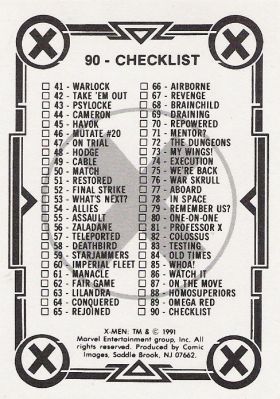 90 - CHECKLIST
41 - WARLOCK
42 - TAKE 'EM OUT
43 - PSYLOCKE
44 - CAMERON
45 - HAVOK
46 - MUTATE #20
47 - ON TRIAL
48 - HODGE
49 - CABLE
50 - MATCH
51 - RESTORED
52 - FINAL STRIKE
53 - WHAT'S NEXT?
54 - ALLIES
55 - ASSAULT
56 - ZALADANE
57 - TELEPORTED
58 - DEATHBIRD
59 - STARJAMMERS
60 - IMPERIAL FLEET
61 - MANACLE
62 - FAIR GAME
63 - LILANDRA
64 - CONQUERED
65 - REJOINED
66 - AIRBORNE
67 - REVENGE
68 - BRAINCHILD
69 - DRAINING
70 - REPOWERED
71 - MENTOR?
72 - THE DUNGEONS
73 - MY WINGS!
74 - EXECUTION
75 - WE'RE BACK
76 - WAR SKRULL
77 - ABOARD
78 - IN SPACE
79 - REMEMBER US?
80 - ONE-ON-ONE
81 - PROFESSOR X
82 - COLOSSUS
83 - TESTING
84 - OLD TIMES
85 - WHOA!
86 - WATCH IT
87 - ON THE MOVE
88 - HOMOSUPERIORS
89 - OMEGA RED
90 - CHECKLIST
X-MEN: TM & © 1991
Marvel Entertainment group, Inc. All
rights reserved. Produced by Comic
Images, Saddle Brook, NJ 07662.